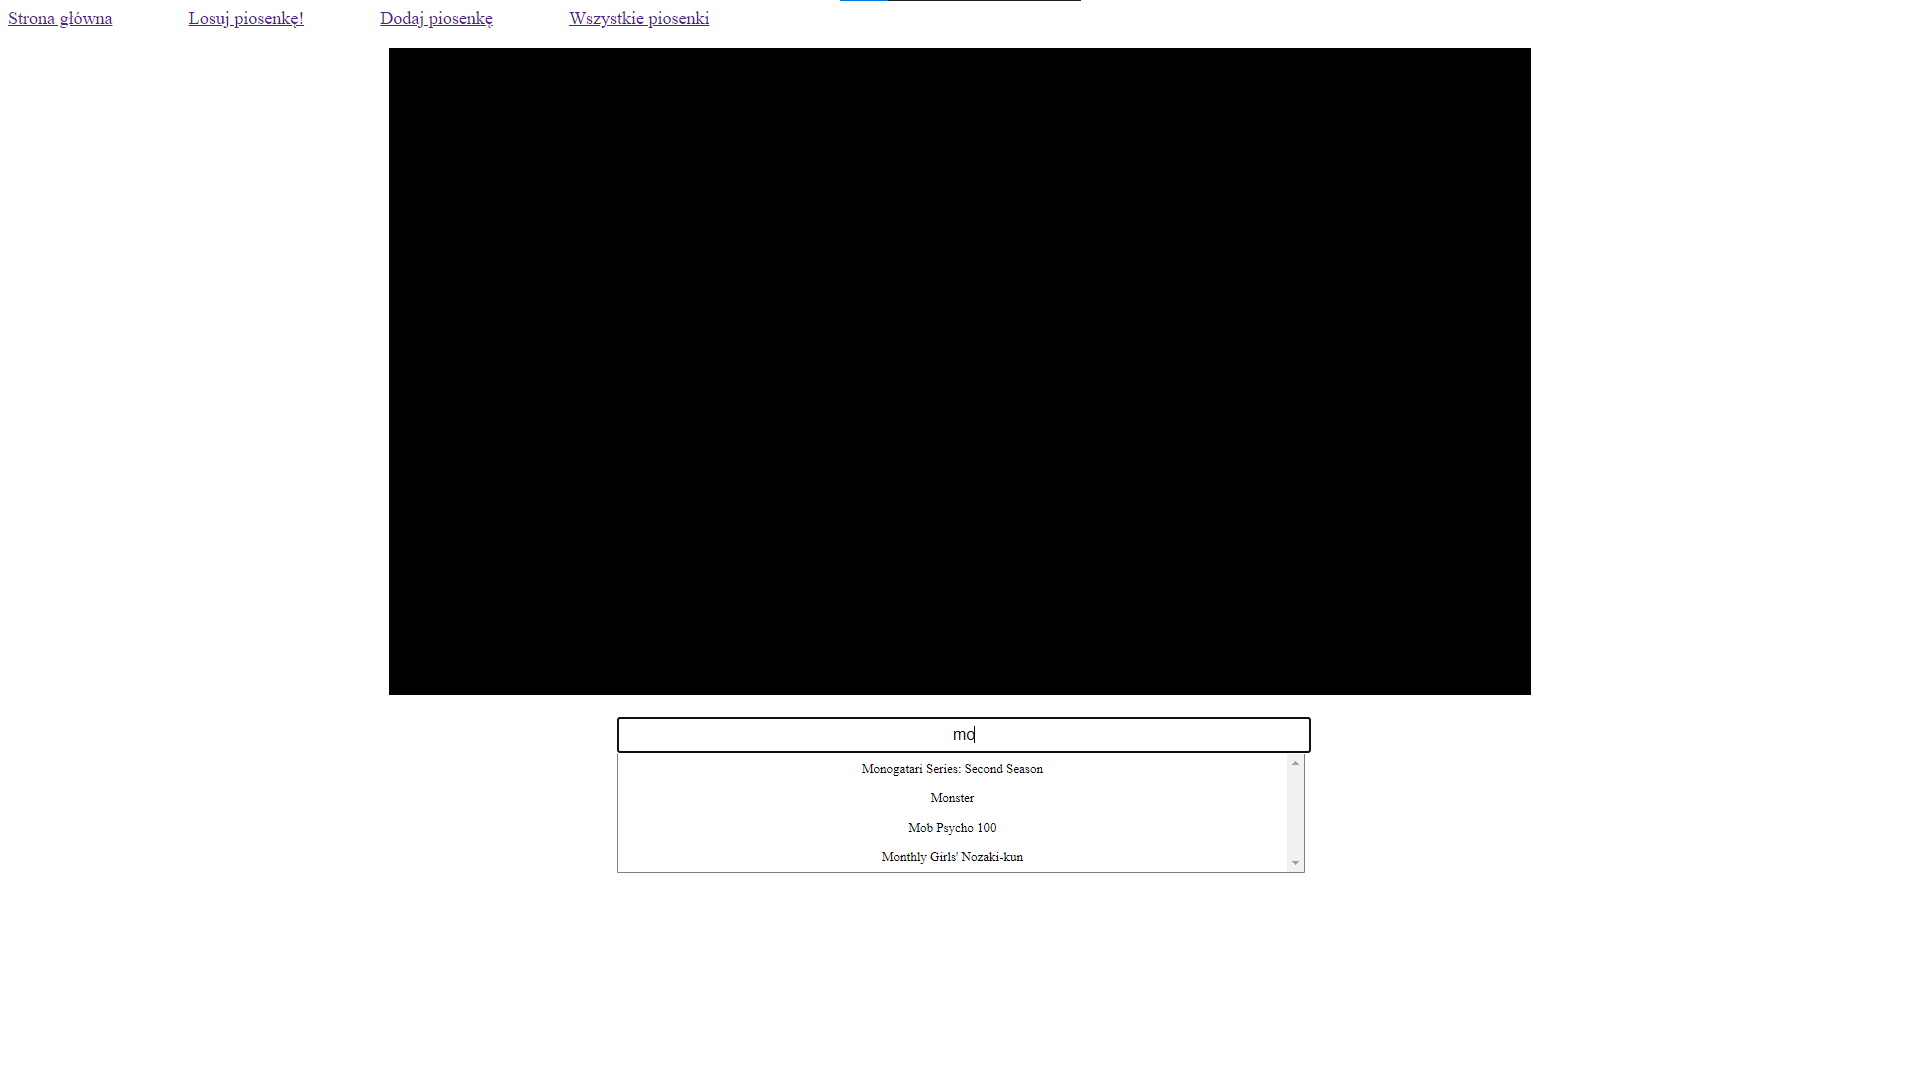 Strona główna Losuj piosenkę! Dodaj piosenkę Wszystkie piosenki
mo
Monogatari Series: Second Season
Monster
Mob Psycho 100
Monthly Girls' Nozaki-kun